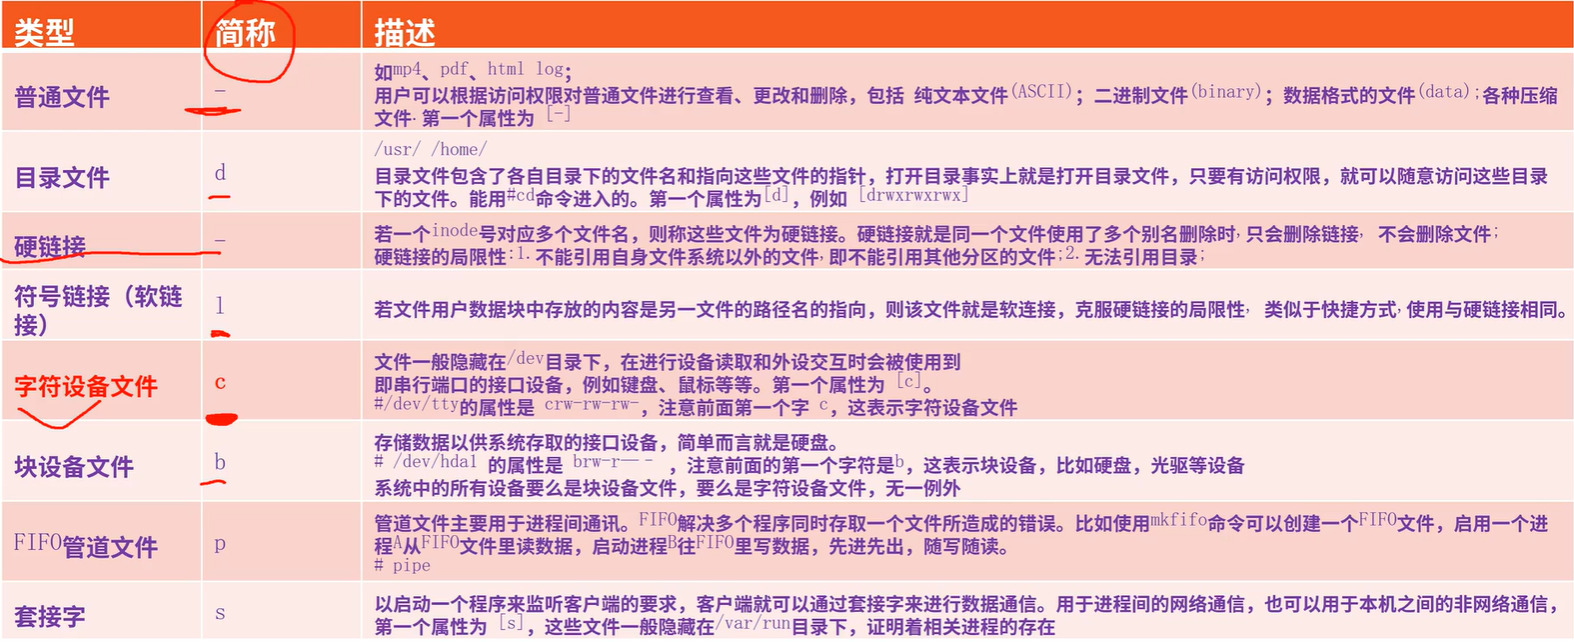 类型 简称 描述
普通文件 - 如mp4、pdf、html log；
用户可以根据访问权限对普通文件进行查看、更改和删除，包括 纯文本文件(ASCII)；二进制文件(binary)；数据格式的文件(data);各种压缩
文件.第一个属性为 [-]
目录文件 d /usr/ /home/
目录文件包含了各自目录下的文件名和指向这些文件的指针，打开目录事实上就是打开目录文件，只要有访问权限，就可以随意访问这些目录
下的文件。能用#cd命令进入的。第一个属性为[d]，例如 [drwxrwxrwx]
硬链接 - 若一个inode号对应多个文件名，则称这些文件为硬链接。硬链接就是同一个文件使用了多个别名删除时,只会删除链接, 不会删除文件;
硬链接的局限性:1.不能引用自身文件系统以外的文件,即不能引用其他分区的文件;2.无法引用目录;
符号链接（软链
接） l 若文件用户数据块中存放的内容是另一文件的路径名的指向，则该文件就是软连接，克服硬链接的局限性, 类似于快捷方式,使用与硬链接相同。
字符设备文件 c 文件一般隐藏在/dev目录下，在进行设备读取和外设交互时会被使用到
即串行端口的接口设备，例如键盘、鼠标等等。第一个属性为 [c]。
#/dev/tty的属性是 crw-rw-rw-，注意前面第一个字 c，这表示字符设备文件
块设备文件 b 存储数据以供系统存取的接口设备，简单而言就是硬盘。
# /dev/hda1 的属性是 brw-r—— - ，注意前面的第一个字符是b，这表示块设备，比如硬盘，光驱等设备
系统中的所有设备要么是块设备文件，要么是字符设备文件，无一例外
FIFO管道文件 p 管道文件主要用于进程间通讯。FIFO解决多个程序同时存取一个文件所造成的错误。比如使用mkfifo命令可以创建一个FIFO文件，启用一个进
程A从FIFO文件里读数据，启动进程B往FIFO里写数据，先进先出，随写随读。
# pipe
套接字 s 以启动一个程序来监听客户端的要求，客户端就可以通过套接字来进行数据通信。用于进程间的网络通信，也可以用于本机之间的非网络通信，
第一个属性为 [s]，这些文件一般隐藏在/var/run目录下，证明着相关进程的存在